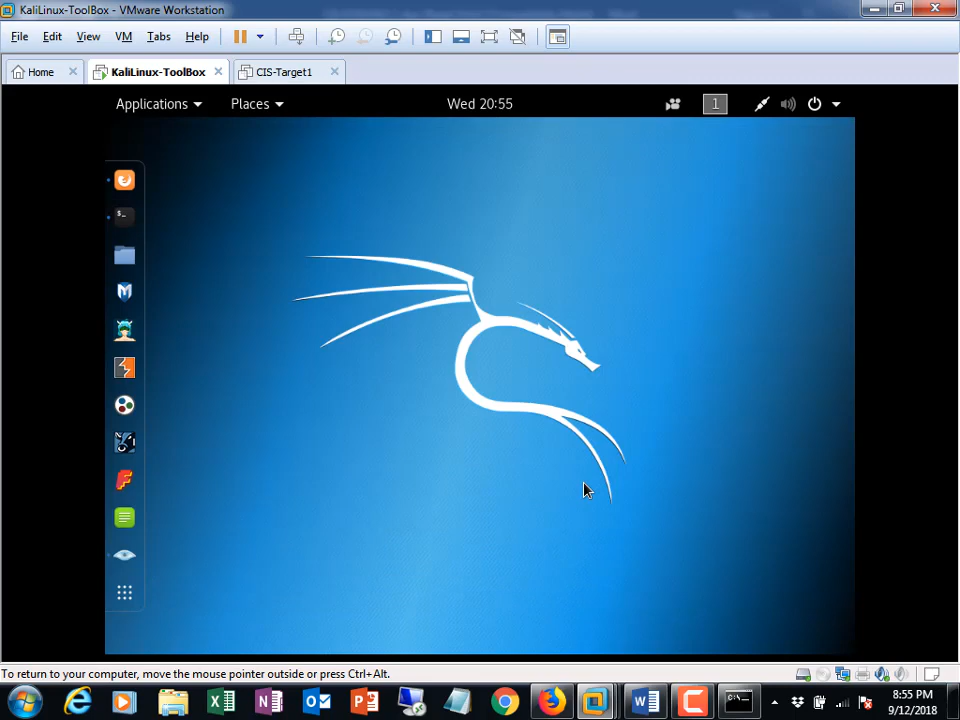 KaliLinux-ToolBox - VMware Workstation
File Edit View VM Tabs Help
Home KaliLinux-ToolBox CIS-Target1
Applications Places Wed 20:55 1
$_
To return to your computer, move the mouse pointer outside or press Ctrl+Alt.
8:55 PM
9/12/2018